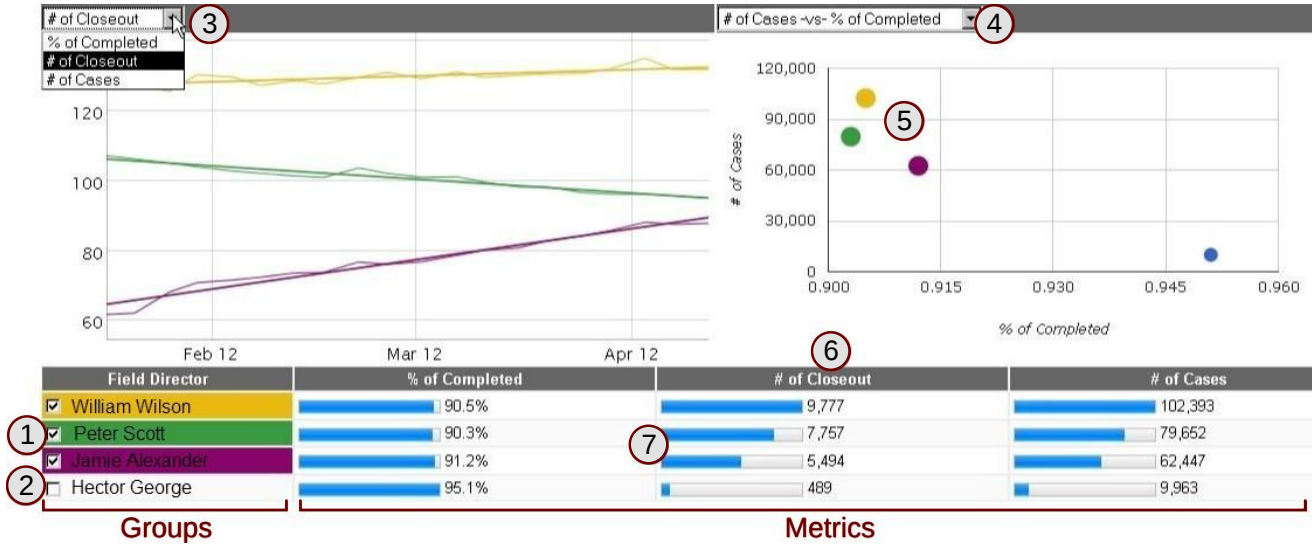 # of Closeout
3
# of Cases -vs- % of Completed
4
% of Completed
# of Closeout
# of Cases
120
100
80
60
Feb 12
Mar 12
Apr 12
120,000
90,000
60,000
30,000
0
# of Cases
5
0.900
0.915
0.930
0.945
0.960
% of Completed
6
Field Director
% of Completed
# of Closeout
# of Cases
William Wilson
90.5%
9,777
102,393
1
Peter Scott
90.3%
7
7,757
79,652
Jamie Alexander
91.2%
5,494
62,447
2
Hector George
95.1%
489
9,963
Groups
Metrics